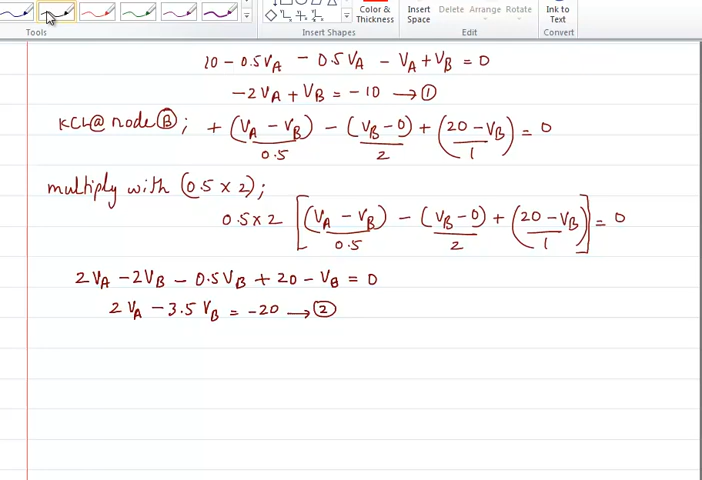 Color &
Thickness
Insert
Space
Delete Arrange Rotate
Ink to
Text
Tools Insert Shapes Edit Convert
10 - 0.5V_A - 0.5V_A - V_A + V_B = 0
-2V_A + V_B = -10 → ①
KCL@ node Ⓑ; + (V_A - V_B)/0.5 - (V_B - 0)/2 + (20 - V_B)/1 = 0
multiply with (0.5 × 2);
0.5×2 [(V_A - V_B)/0.5 - (V_B - 0)/2 + (20 - V_B)/1] = 0
2V_A - 2V_B - 0.5V_B + 20 - V_B = 0
2V_A - 3.5V_B = -20 → ②